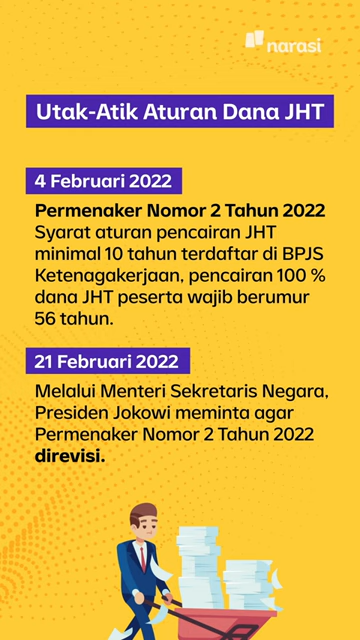 narasi
Utak-Atik Aturan Dana JHT
4 Februari 2022
Permenaker Nomor 2 Tahun 2022
Syarat aturan pencairan JHT
minimal 10 tahun terdaftar di BPJS
Ketenagakerjaan, pencairan 100 %
dana JHT peserta wajib berumur
56 tahun.
21 Februari 2022
Melalui Menteri Sekretaris Negara,
Presiden Jokowi meminta agar
Permenaker Nomor 2 Tahun 2022
direvisi.